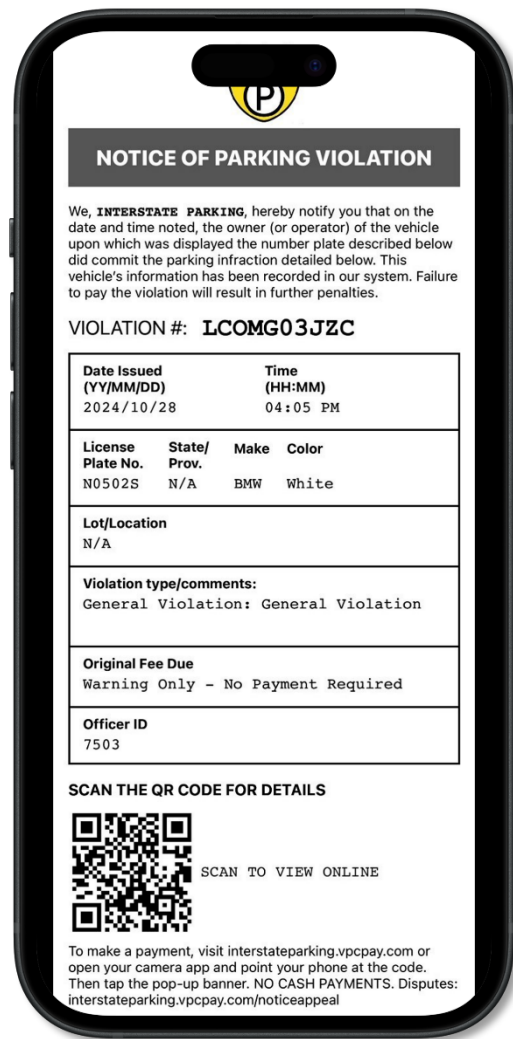 P
NOTICE OF PARKING VIOLATION
We, INTERSTATE PARKING, hereby notify you that on the
date and time noted, the owner (or operator) of the vehicle
upon which was displayed the number plate described below
did commit the parking infraction detailed below. This
vehicle's information has been recorded in our system. Failure
to pay the violation will result in further penalties.
VIOLATION #: LCOMG03JZC
Date Issued Time
(YY/MM/DD) (HH:MM)
2024/10/28 04:05 PM
License State/ Make Color
Plate No. Prov.
N0502S N/A BMW White
Lot/Location
N/A
Violation type/comments:
General Violation: General Violation
Original Fee Due
Warning Only - No Payment Required
Officer ID
7503
SCAN THE QR CODE FOR DETAILS
SCAN TO VIEW ONLINE
To make a payment, visit interstateparking.vpcpay.com or
open your camera app and point your phone at the code.
Then tap the pop-up banner. NO CASH PAYMENTS. Disputes:
interstateparking.vpcpay.com/noticeappeal